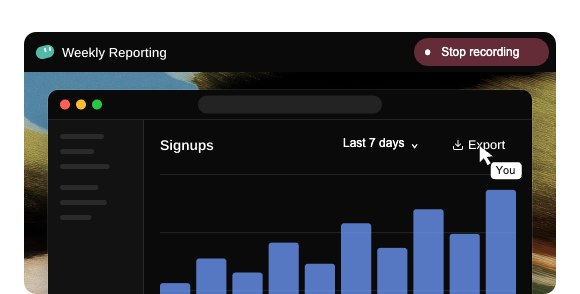 Weekly Reporting
Stop recording
Signups
Last 7 days
Export
You